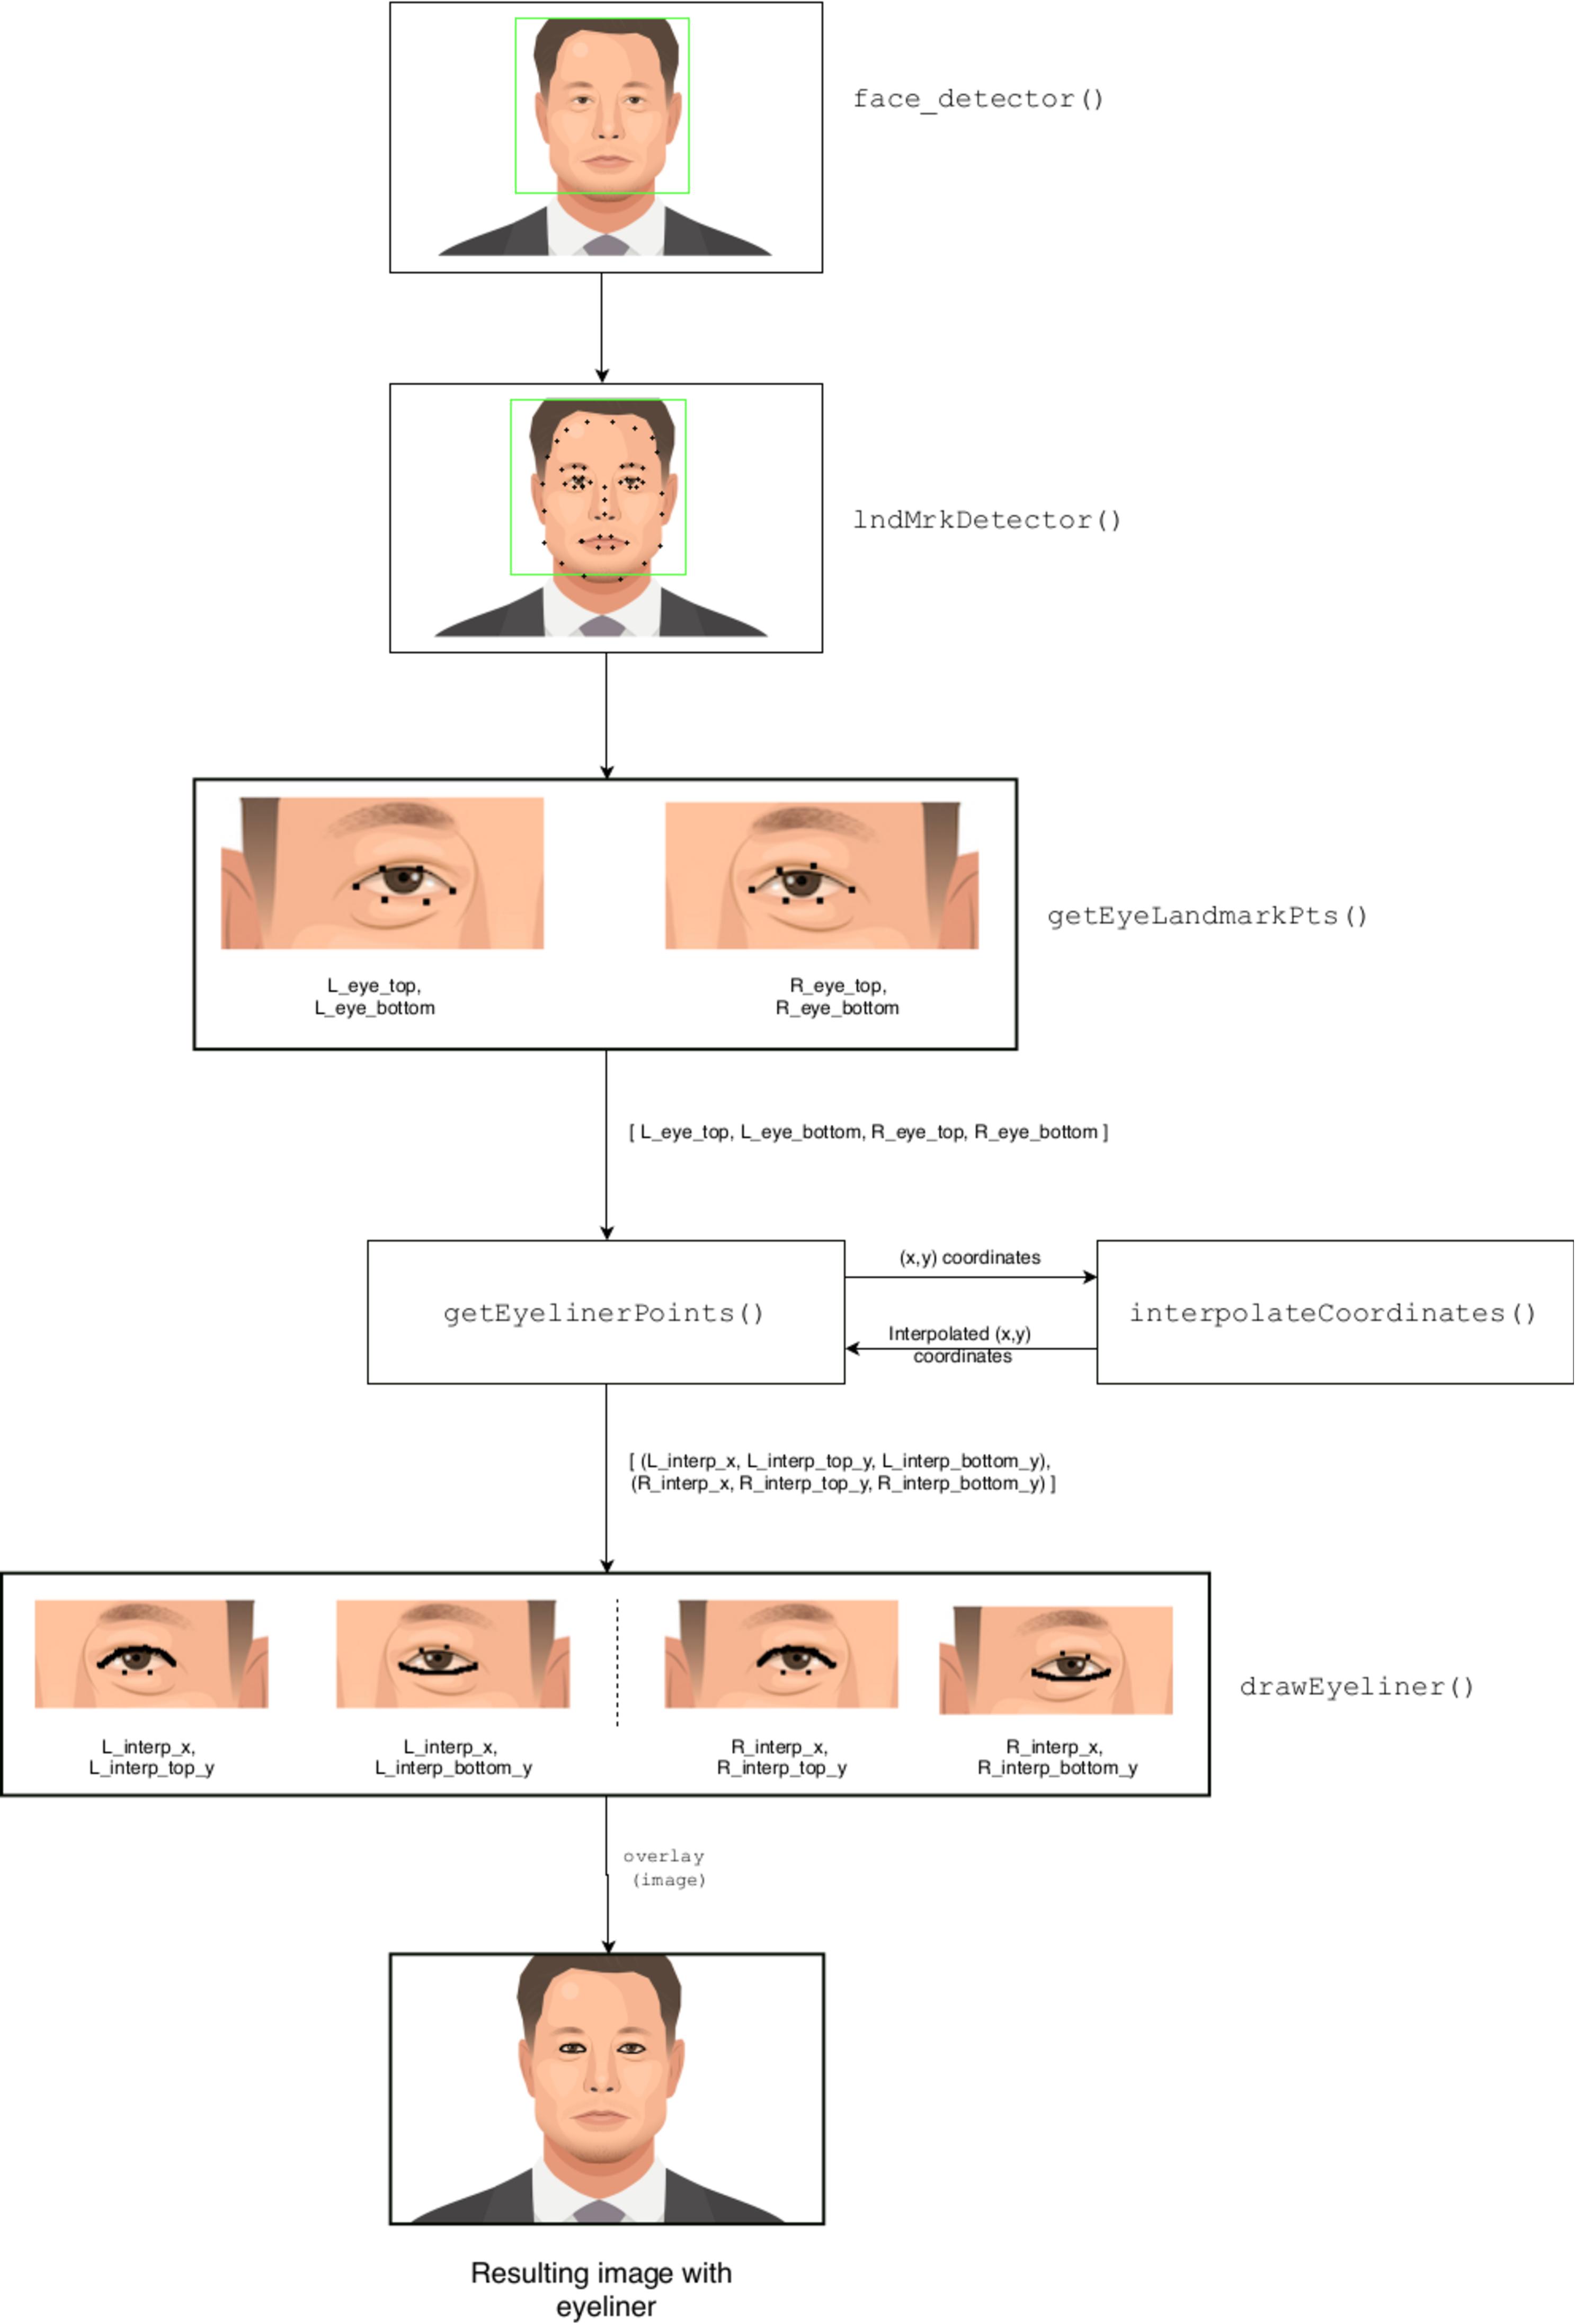 face_detector()
lndMrkDetector()
L_eye_top,
L_eye_bottom
R_eye_top,
R_eye_bottom
getEyeLandmarkPts()
[ L_eye_top, L_eye_bottom, R_eye_top, R_eye_bottom ]
getEyelinerPoints()
(x,y) coordinates
Interpolated (x,y)
coordinates
interpolateCoordinates()
[ (L_interp_x, L_interp_top_y, L_interp_bottom_y),
(R_interp_x, R_interp_top_y, R_interp_bottom_y) ]
L_interp_x,
L_interp_top_y
L_interp_x,
L_interp_bottom_y
R_interp_x,
R_interp_top_y
R_interp_x,
R_interp_bottom_y
drawEyeliner()
overlay
(image)
Resulting image with
eyeliner